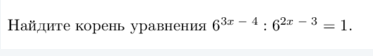 Найдите корень уравнения 6^{3x − 4} : 6^{2x − 3} = 1.